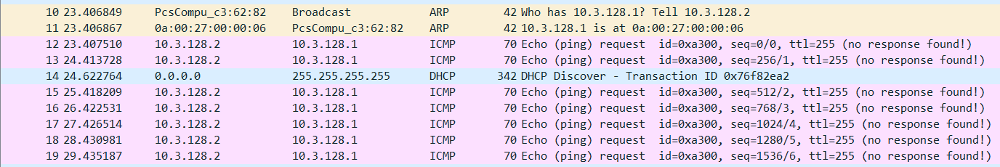 10 23.406849 PcsCompu_c3:62:82 Broadcast ARP 42 Who has 10.3.128.1? Tell 10.3.128.2
11 23.406867 0a:00:27:00:00:06 PcsCompu_c3:62:82 ARP 42 10.3.128.1 is at 0a:00:27:00:00:06
12 23.407510 10.3.128.2 10.3.128.1 ICMP 70 Echo (ping) request id=0xa300, seq=0/0, ttl=255 (no response found!)
13 24.413728 10.3.128.2 10.3.128.1 ICMP 70 Echo (ping) request id=0xa300, seq=256/1, ttl=255 (no response found!)
14 24.622764 0.0.0.0 255.255.255.255 DHCP 342 DHCP Discover - Transaction ID 0x76f82ea2
15 25.418209 10.3.128.2 10.3.128.1 ICMP 70 Echo (ping) request id=0xa300, seq=512/2, ttl=255 (no response found!)
16 26.422531 10.3.128.2 10.3.128.1 ICMP 70 Echo (ping) request id=0xa300, seq=768/3, ttl=255 (no response found!)
17 27.426514 10.3.128.2 10.3.128.1 ICMP 70 Echo (ping) request id=0xa300, seq=1024/4, ttl=255 (no response found!)
18 28.430981 10.3.128.2 10.3.128.1 ICMP 70 Echo (ping) request id=0xa300, seq=1280/5, ttl=255 (no response found!)
19 29.435187 10.3.128.2 10.3.128.1 ICMP 70 Echo (ping) request id=0xa300, seq=1536/6, ttl=255 (no response found!)